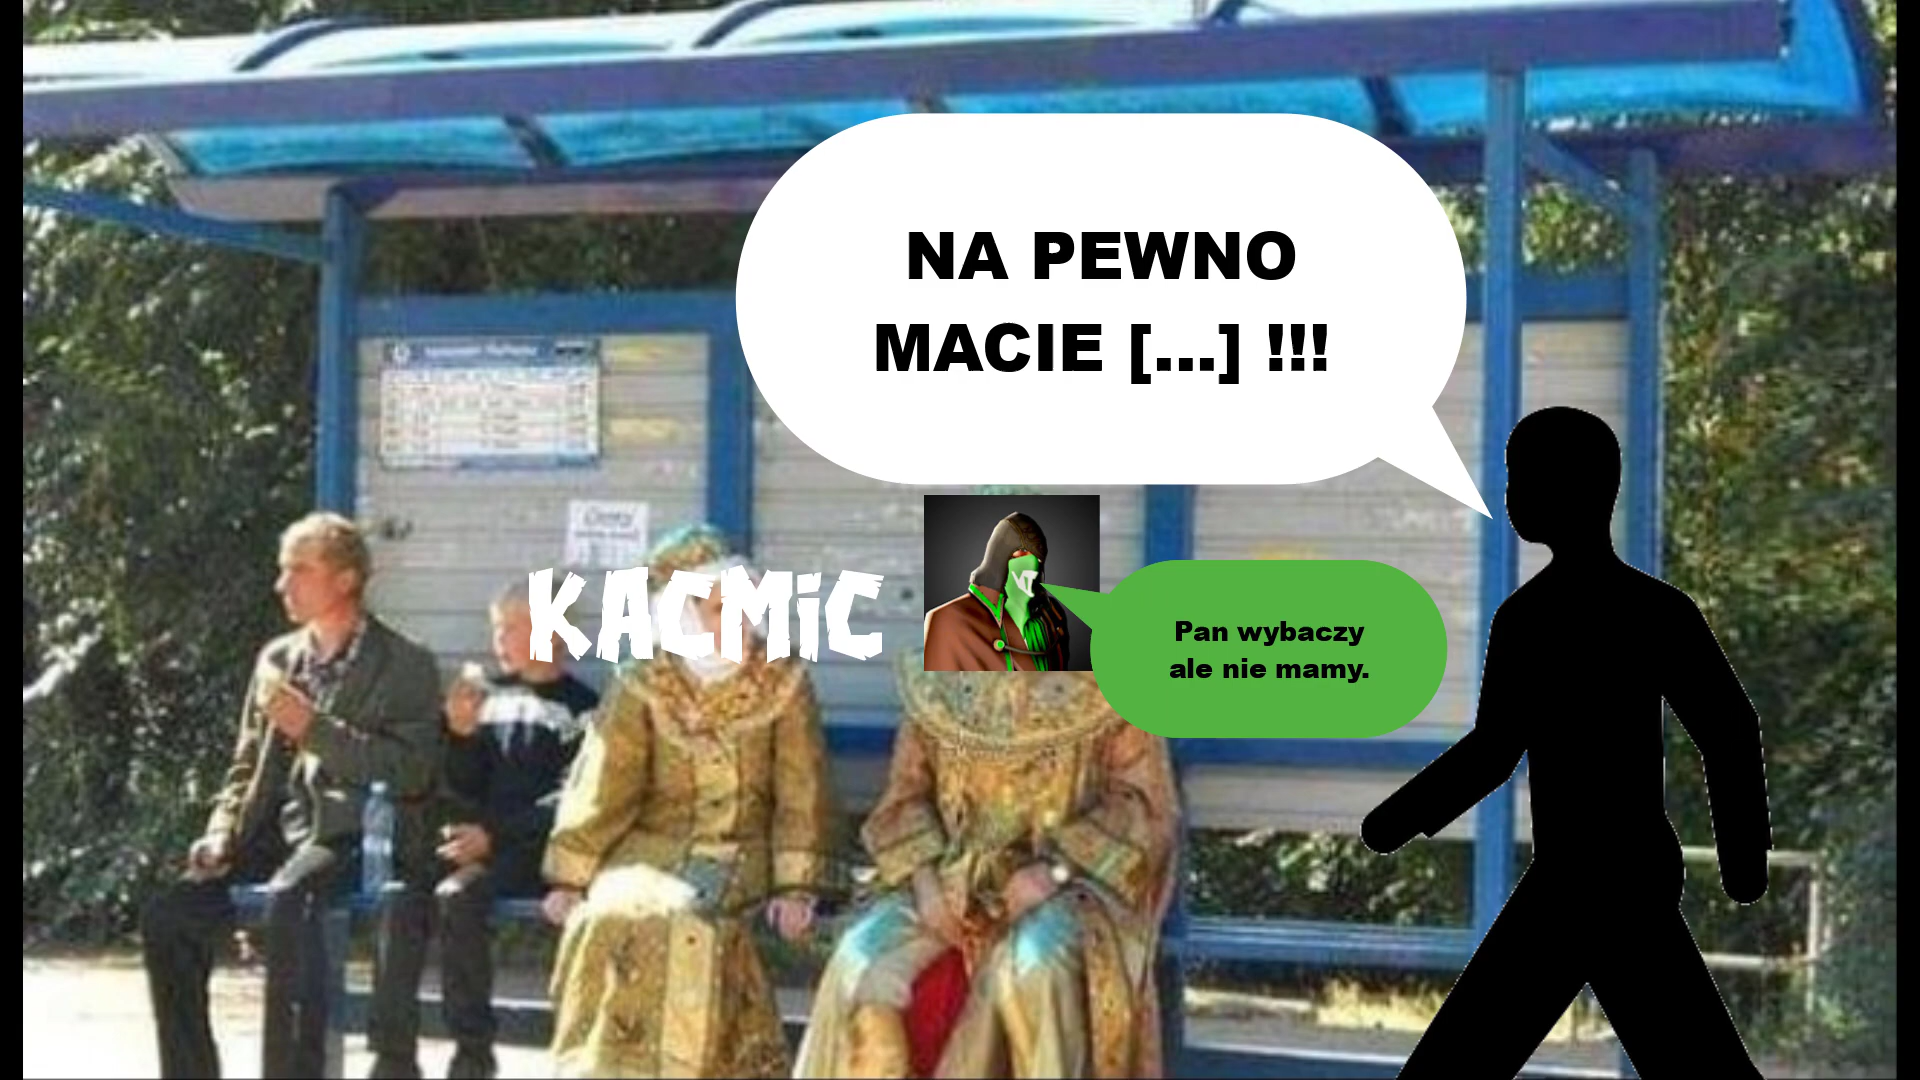 NA PEWNO
MACIE [...] !!!
KACMiC
Pan wybaczy
ale nie mamy.